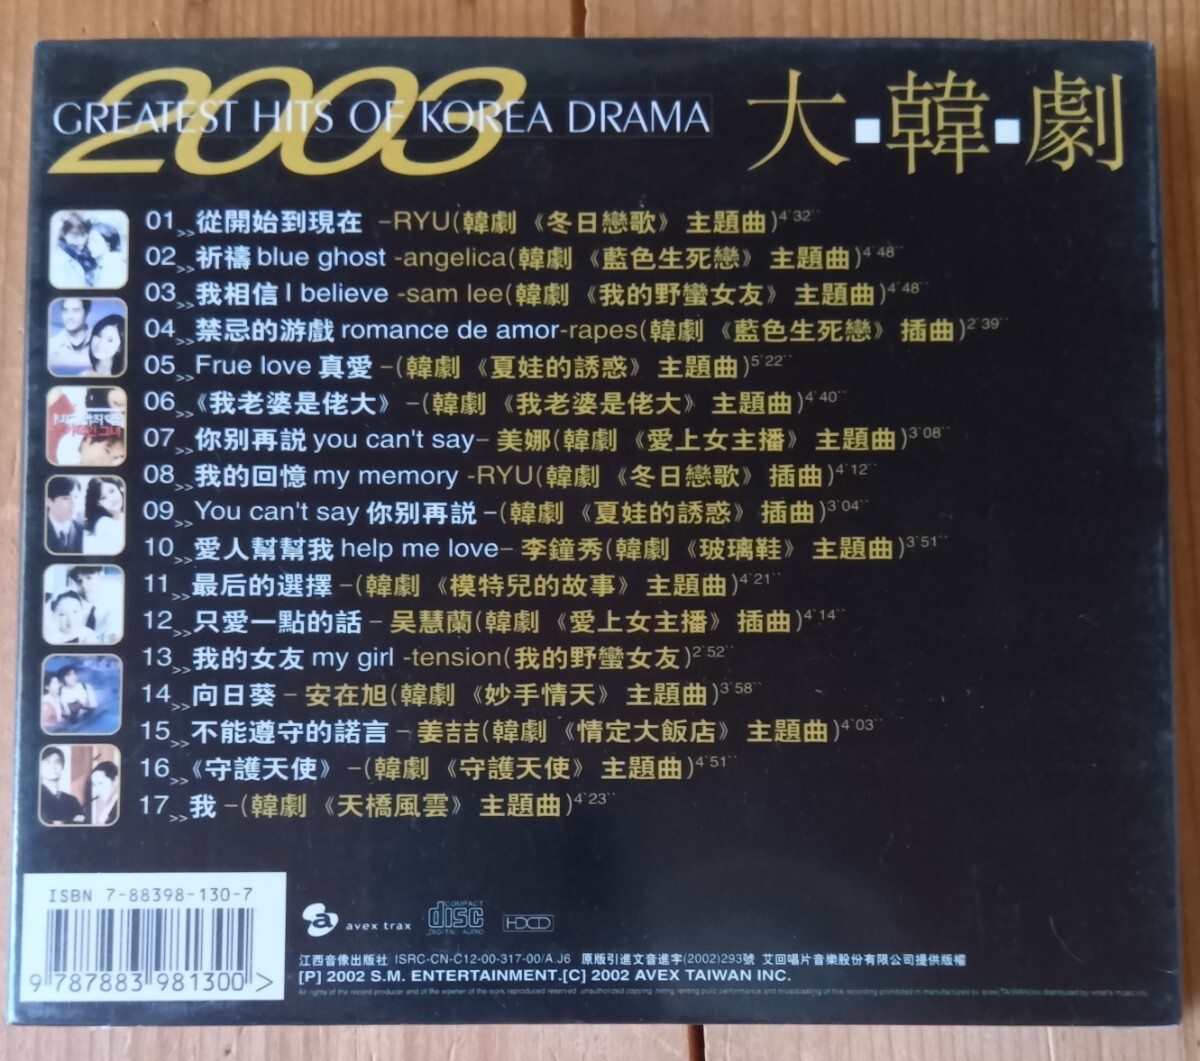 2003
GREATEST HITS OF KOREA DRAMA
大·韓·劇
01>>從開始到現在 -RYU(韓劇《冬日戀歌》主題曲)4'32''
02>>祈禱 blue ghost -angelica(韓劇《藍色生死戀》主題曲)4'48''
03>>我相信 I believe -sam lee(韓劇《我的野蠻女友》主題曲)4'48''
04>>禁忌的游戲 romance de amor-rapes(韓劇《藍色生死戀》插曲)2'39''
05>>Frue love 真愛 -(韓劇《夏娃的誘惑》主題曲)5'22''
06>>《我老婆是佬大》 -(韓劇《我老婆是佬大》主題曲)4'40''
07>>你别再説 you can't say- 美娜(韓劇《愛上女主播》主題曲)3'08''
08>>我的回憶 my memory -RYU(韓劇《冬日戀歌》插曲)4'12''
09>>You can't say 你别再説 -(韓劇《夏娃的誘惑》插曲)3'04''
10>>愛人幫幫我 help me love- 李鐘秀(韓劇《玻璃鞋》主題曲)3'51''
11>>最后的選擇 -(韓劇《模特兒的故事》主題曲)4'21''
12>>只愛一點的話 - 吴慧蘭(韓劇《愛上女主播》插曲)4'14''
13>>我的女友 my girl -tension(我的野蠻女友)2'52''
14>>向日葵 - 安在旭(韓劇《妙手情天》主題曲)3'58''
15>>不能遵守的諾言 - 姜喆(韓劇《情定大飯店》主題曲)4'03''
16>>《守護天使》 -(韓劇《守護天使》主題曲)4'51''
17>>我 -(韓劇《天橋風雲》主題曲)4'23''
ISBN 7-88398-130-7
9 787883 981300 >
a avex trax
COMPACT disc DIGITAL AUDIO
HDCD
江西音像出版社 ISRC-CN-C12-00-317-00/A.J6 原版引進文音進字(2002)293號 艾回唱片音樂股份有限公司提供版權
[P] 2002 S.M. ENTERTAINMENT.[C] 2002 AVEX TAIWAN INC.